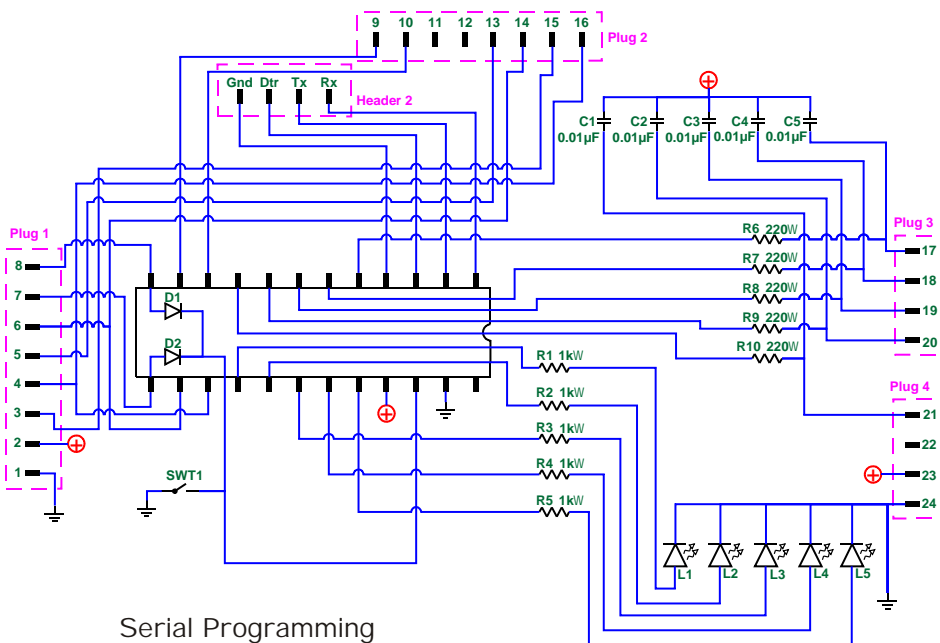 9 10 11 12 13 14 15 16
Plug 2
Gnd Dtr Tx Rx
Header 2
C1 C2 C3 C4 C5
0.01µF 0.01µF 0.01µF 0.01µF 0.01µF
Plug 1
8
7
6
5
4
3
2
1
D1
D2
SWT1
R6 220W
R7 220W
R8 220W
R9 220W
R10 220W
R1 1kW
R2 1kW
R3 1kW
R4 1kW
R5 1kW
Plug 3
17
18
19
20
Plug 4
21
22
23
24
L1 L2 L3 L4 L5
Serial Programming